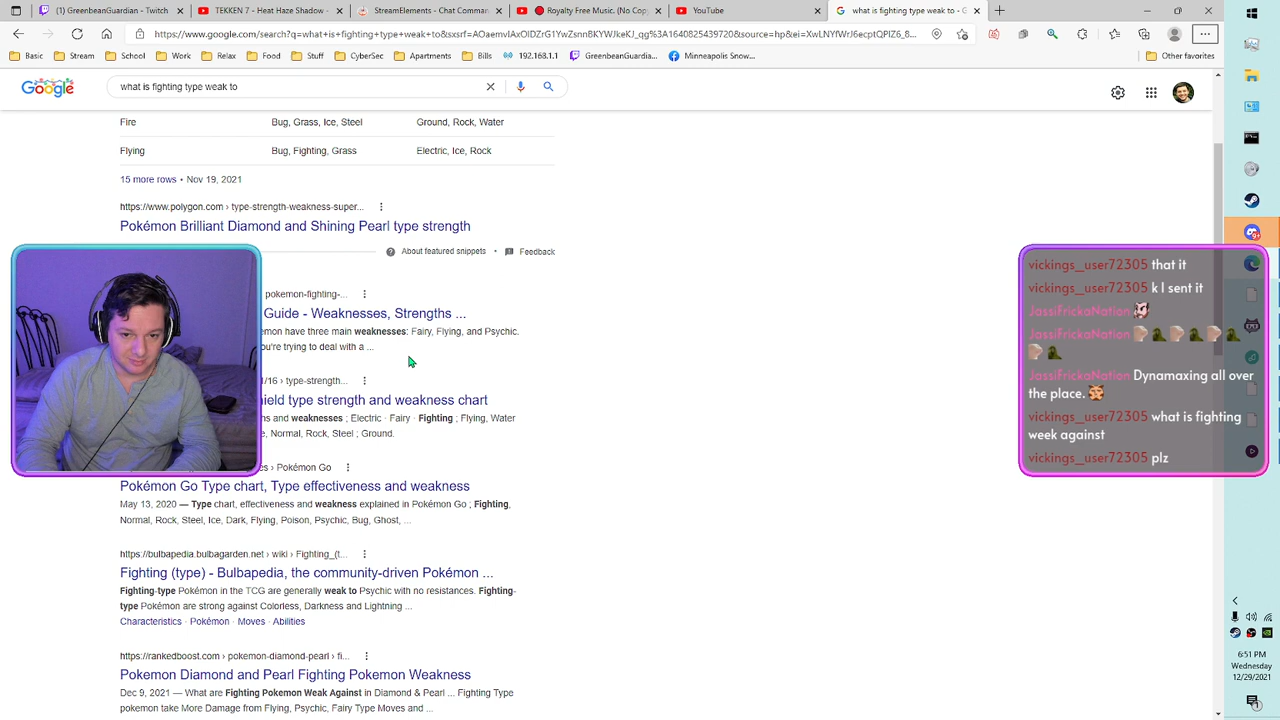 (1) GreenbeanGuardian - Twitch
TEKKEN 7 - Heat Haze Shadow -
StreamElements - Chat Comman
Royalty Free Music. (No Cop
YouTube
what is fighting type weak to - G
Basic
Stream
School
Work
Relax
Food
Stuff
CyberSec
Apartments
Bills
192.168.1.1
GreenbeanGuardia...
Minneapolis Snow...
Other favorites
Google
what is fighting type weak to
Fire Bug, Grass, Ice, Steel Ground, Rock, Water
Flying Bug, Fighting, Grass Electric, Ice, Rock
15 more rows • Nov 19, 2021
https://www.polygon.com › type-strength-weakness-super...
Pokémon Brilliant Diamond and Shining Pearl type strength
About featured snippets • Feedback
pokemon-fighting-...
Guide - Weaknesses, Strengths ...
emon have three main weaknesses: Fairy, Flying, and Psychic.
ou're trying to deal with a ...
1/16 › type-strength...
ield type strength and weakness chart
hs and weaknesses ; Electric · Fairy · Fighting ; Flying, Water
, Normal, Rock, Steel ; Ground.
es › Pokémon Go
Pokémon Go Type chart, Type effectiveness and weakness
May 13, 2020 — Type chart, effectiveness and weakness explained in Pokémon Go ; Fighting,
Normal, Rock, Steel, Ice, Dark, Flying, Poison, Psychic, Bug, Ghost, ...
https://bulbapedia.bulbagarden.net › wiki › Fighting_(t...
Fighting (type) - Bulbapedia, the community-driven Pokémon ...
Fighting-type Pokémon in the TCG are generally weak to Psychic with no resistances. Fighting-
type Pokémon are strong against Colorless, Darkness and Lightning ...
Characteristics · Pokémon · Moves · Abilities
https://rankedboost.com › pokemon-diamond-pearl › fi...
Pokemon Diamond and Pearl Fighting Pokemon Weakness
Dec 9, 2021 — What are Fighting Pokemon Weak Against in Diamond & Pearl ... Fighting Type
pokemon take More Damage from Flying, Psychic, Fairy Type Moves and ...
vickings_user72305 that it
vickings_user72305 k I sent it
JassiFrickaNation
JassiFrickaNation
JassiFrickaNation Dynamaxing all over
the place.
vickings_user72305 what is fighting
week against
vickings_user72305 plz
9+
6:51 PM
Wednesday
12/29/2021
1